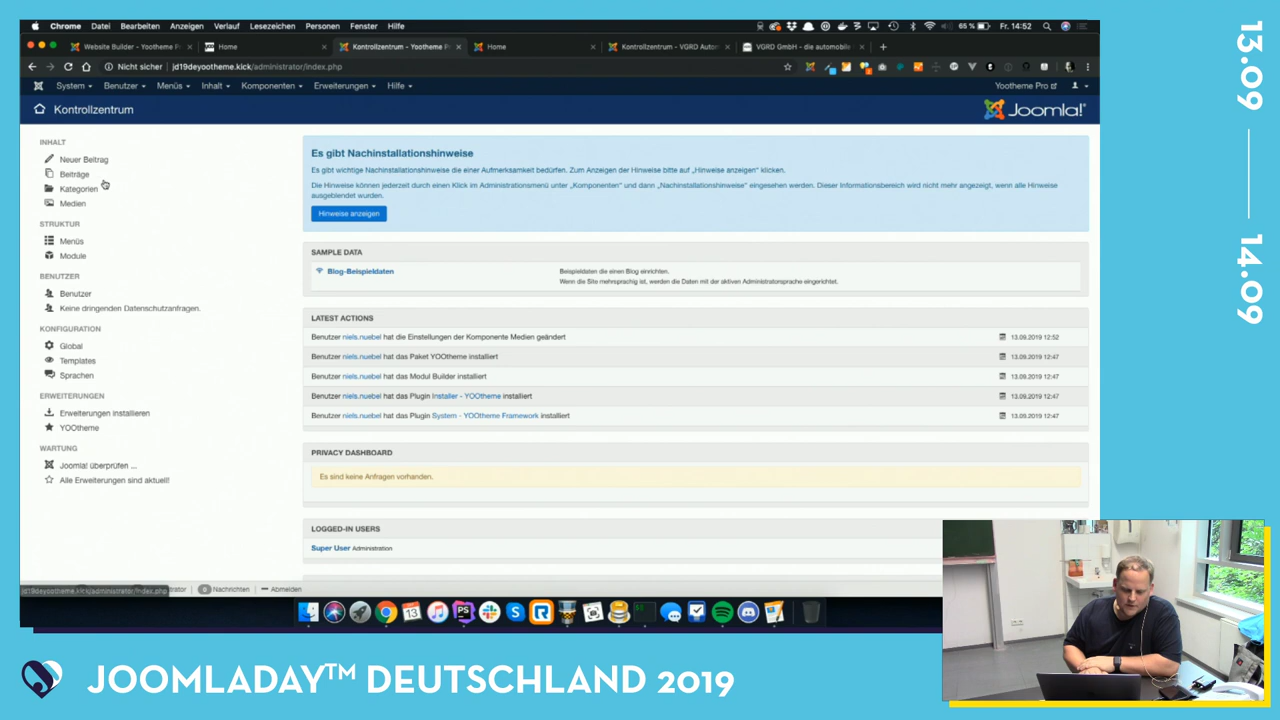 Chrome Datei Bearbeiten Anzeigen Verlauf Lesezeichen Personen Fenster Hilfe
65 % Fr. 14:52
Website Builder - Yootheme P
Home
Kontrollzentrum - Yootheme P
Home
Kontrollzentrum - VGRD Auto
VGRD GmbH - die automobile
Nicht sicher jd19deyootheme.kick/administrator/index.php
System Benutzer Menüs Inhalt Komponenten Erweiterungen Hilfe
Yootheme Pro
Kontrollzentrum
Joomla!®
INHALT
Neuer Beitrag
Beiträge
Kategorien
Medien
STRUKTUR
Menüs
Module
BENUTZER
Benutzer
Keine dringenden Datenschutzanfragen.
KONFIGURATION
Global
Templates
Sprachen
ERWEITERUNGEN
Erweiterungen installieren
YOOtheme
WARTUNG
Joomla! überprüfen ...
Alle Erweiterungen sind aktuell!
Es gibt Nachinstallationshinweise
Es gibt wichtige Nachinstallationshinweise die einer Aufmerksamkeit bedürfen. Zum Anzeigen der Hinweise bitte auf „Hinweise anzeigen“ klicken.
Die Hinweise können jederzeit durch einen Klick im Administrationsmenü unter „Komponenten“ und dann „Nachinstallationshinweise“ eingesehen werden. Dieser Informationsbereich wird nicht mehr angezeigt, wenn alle Hinweise
ausgeblendet wurden.
Hinweise anzeigen
SAMPLE DATA
Blog-Beispieldaten
Beispieldaten die einen Blog einrichten.
Wenn die Site mehrsprachig ist, werden die Daten mit der aktiven Administratorsprache eingerichtet.
LATEST ACTIONS
Benutzer niels.nuebel hat die Einstellungen der Komponente Medien geändert 13.09.2019 12:52
Benutzer niels.nuebel hat das Paket YOOtheme installiert 13.09.2019 12:47
Benutzer niels.nuebel hat das Modul Builder installiert 13.09.2019 12:47
Benutzer niels.nuebel hat das Plugin Installer - YOOtheme installiert 13.09.2019 12:47
Benutzer niels.nuebel hat das Plugin System - YOOtheme Framework installiert 13.09.2019 12:47
PRIVACY DASHBOARD
Es sind keine Anfragen vorhanden.
LOGGED-IN USERS
Super User Administration
jd19deyootheme.kick/administrator/index.php
trator 0 Nachrichten Abmelden
13.09
14.09
JOOMLADAY™ DEUTSCHLAND 2019